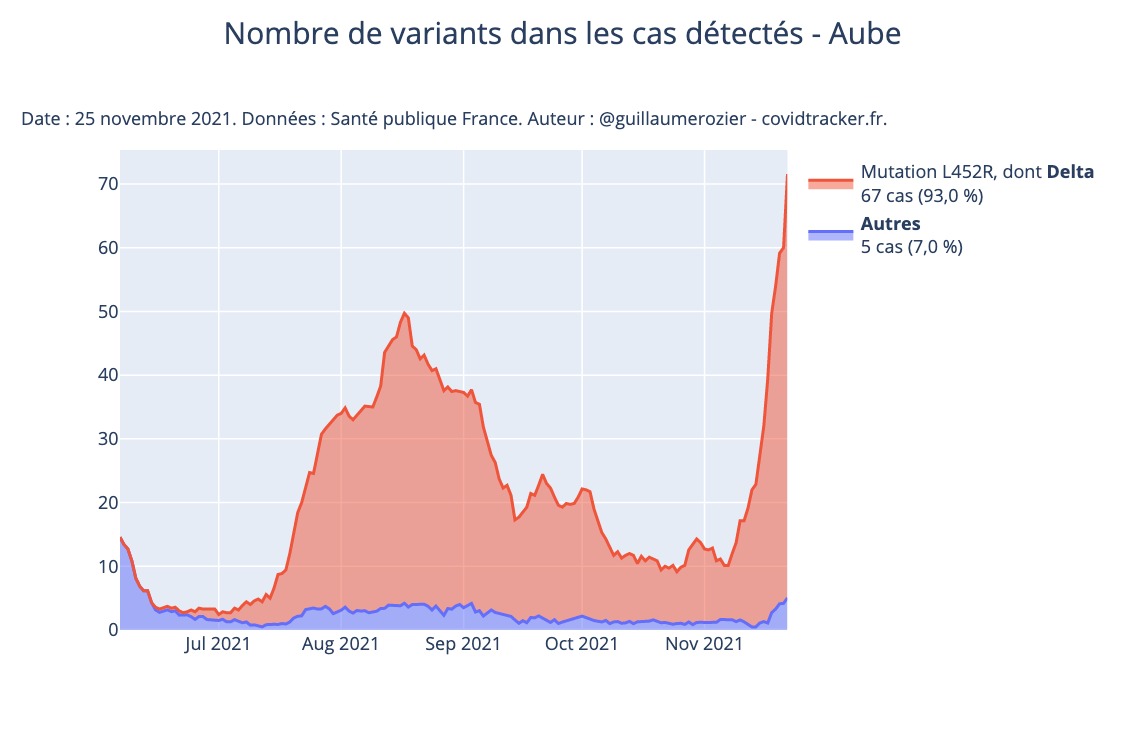 Nombre de variants dans les cas détectés - Aube
Date : 25 novembre 2021. Données : Santé publique France. Auteur : @guillaumerozier - covidtracker.fr.
Mutation L452R, dont Delta
67 cas (93,0 %)
Autres
5 cas (7,0 %)
70
60
50
40
30
20
10
0
Jul 2021 Aug 2021 Sep 2021 Oct 2021 Nov 2021